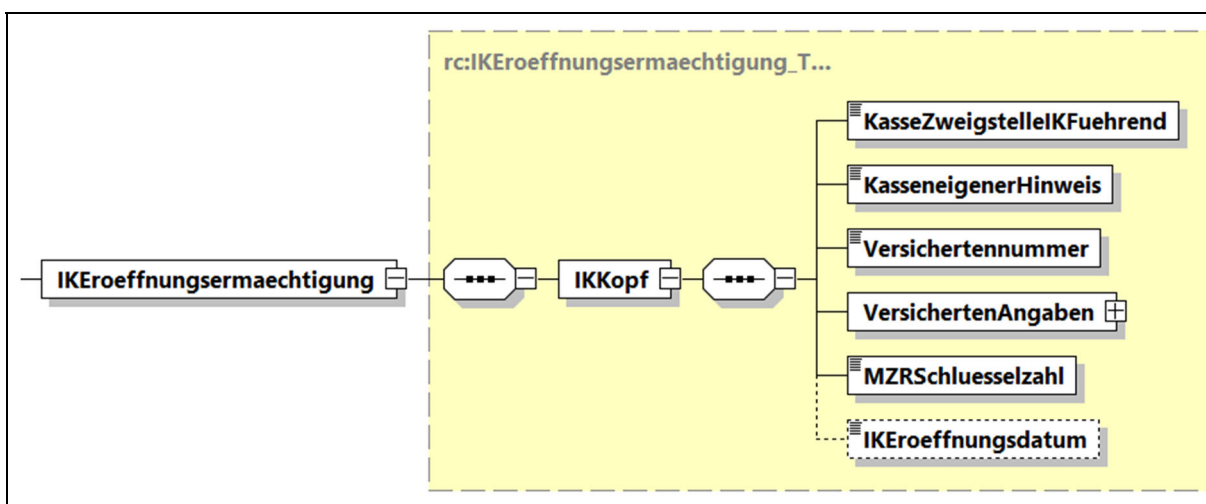 rc:IKEroeffnungsermaechtigung_T...
KasseZweigstelleIKFuehrend
KasseneigenerHinweis
Versichertennummer
IKEroeffnungsermaechtigung
IKKopf
VersichertenAngaben
MZRSchluesselzahl
IKEroeffnungsdatum